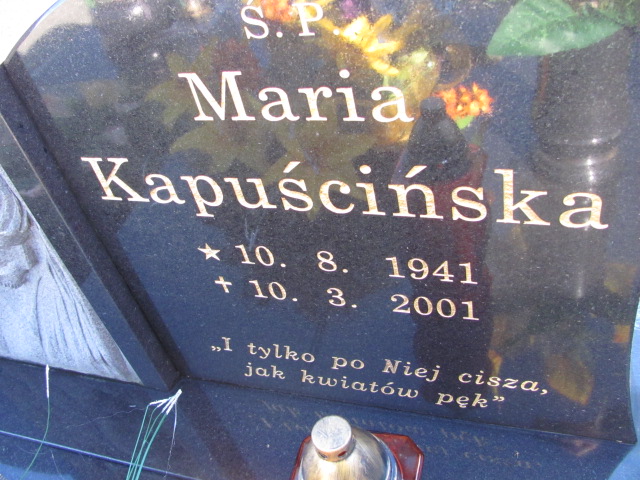 Ś.P.
Maria
Kapuścińska
★ 10. 8. 1941
✝ 10. 3. 2001
„I tylko po Niej cisza,
jak kwiatów pęk”